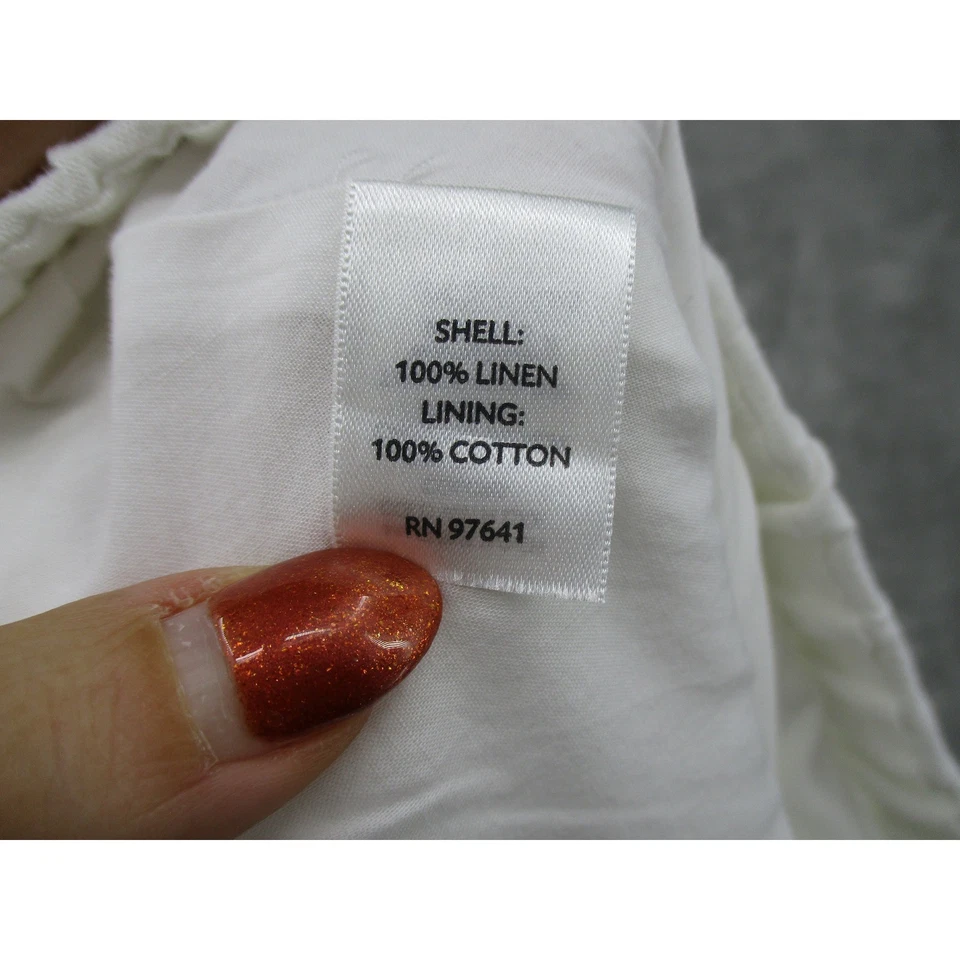 SHELL:
100% LINEN
LINING:
100% COTTON
RN 97641